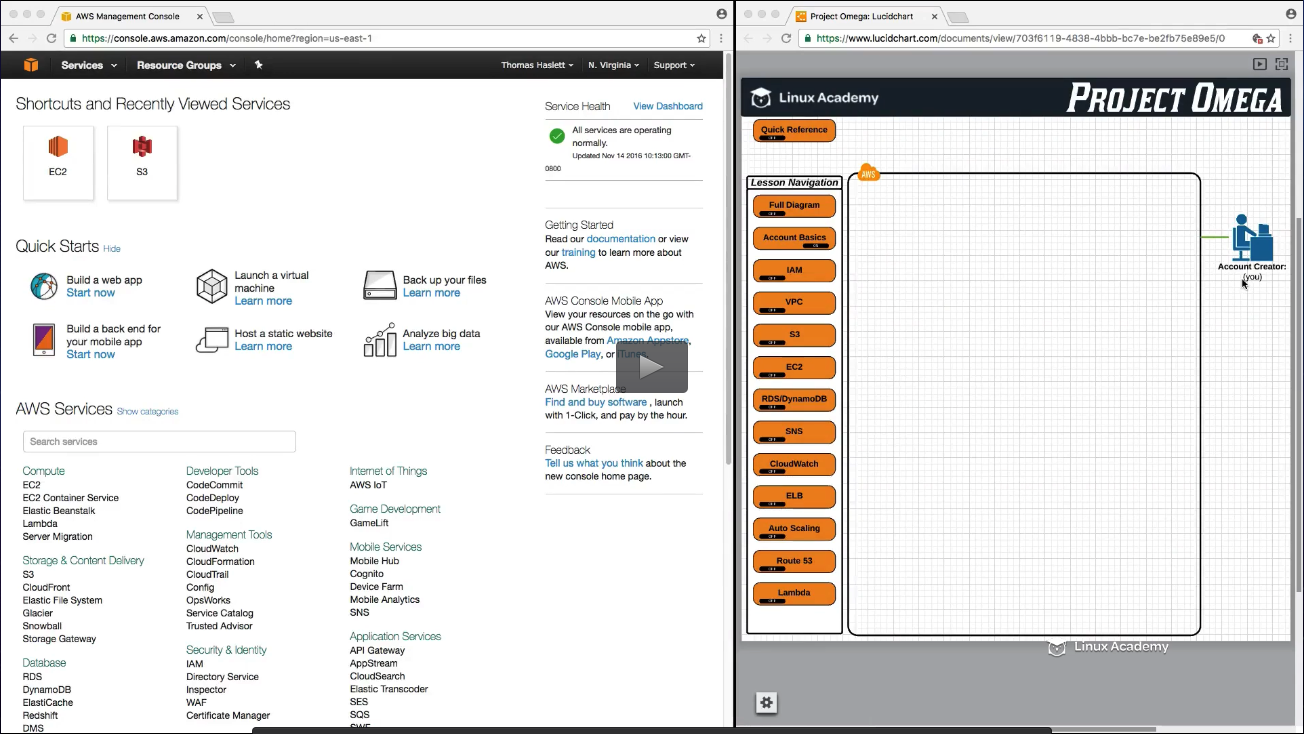 AWS Management Console
https://console.aws.amazon.com/console/home?region=us-east-1
Services
Resource Groups
Thomas Haslett
N. Virginia
Support
Shortcuts and Recently Viewed Services
EC2
S3
Quick Starts Hide
Build a web app
Start now
Launch a virtual
machine
Learn more
Back up your files
Learn more
Build a back end for
your mobile app
Start now
Host a static website
Learn more
Analyze big data
Learn more
AWS Services Show categories
Search services
Compute
EC2
EC2 Container Service
Elastic Beanstalk
Lambda
Server Migration
Storage & Content Delivery
S3
CloudFront
Elastic File System
Glacier
Snowball
Storage Gateway
Database
RDS
DynamoDB
ElastiCache
Redshift
DMS
Developer Tools
CodeCommit
CodeDeploy
CodePipeline
Management Tools
CloudWatch
CloudFormation
CloudTrail
Config
OpsWorks
Service Catalog
Trusted Advisor
Security & Identity
IAM
Directory Service
Inspector
WAF
Certificate Manager
Internet of Things
AWS IoT
Game Development
GameLift
Mobile Services
Mobile Hub
Cognito
Device Farm
Mobile Analytics
SNS
Application Services
API Gateway
AppStream
CloudSearch
Elastic Transcoder
SES
SQS
SWF
Service Health View Dashboard
All services are operating
normally.
Updated Nov 14 2016 10:13:00 GMT-
0800
Getting Started
Read our documentation or view
our training to learn more about
AWS.
AWS Console Mobile App
View your resources on the go with
our AWS Console mobile app,
available from Amazon Appstore,
Google Play, or iTunes.
AWS Marketplace
Find and buy software , launch
with 1-Click, and pay by the hour.
Feedback
Tell us what you think about the
new console home page.
Project Omega: Lucidchart
https://www.lucidchart.com/documents/view/703f6119-4838-4bbb-bc7e-be2fb75e89e5/0
Linux Academy
PROJECT OMEGA
Quick Reference
OFF
Lesson Navigation
Full Diagram
OFF
Account Basics
ON
IAM
OFF
VPC
OFF
S3
OFF
EC2
OFF
RDS/DynamoDB
OFF
SNS
OFF
CloudWatch
OFF
ELB
OFF
Auto Scaling
OFF
Route 53
OFF
Lambda
OFF
AWS
Account Creator:
(you)
Linux Academy